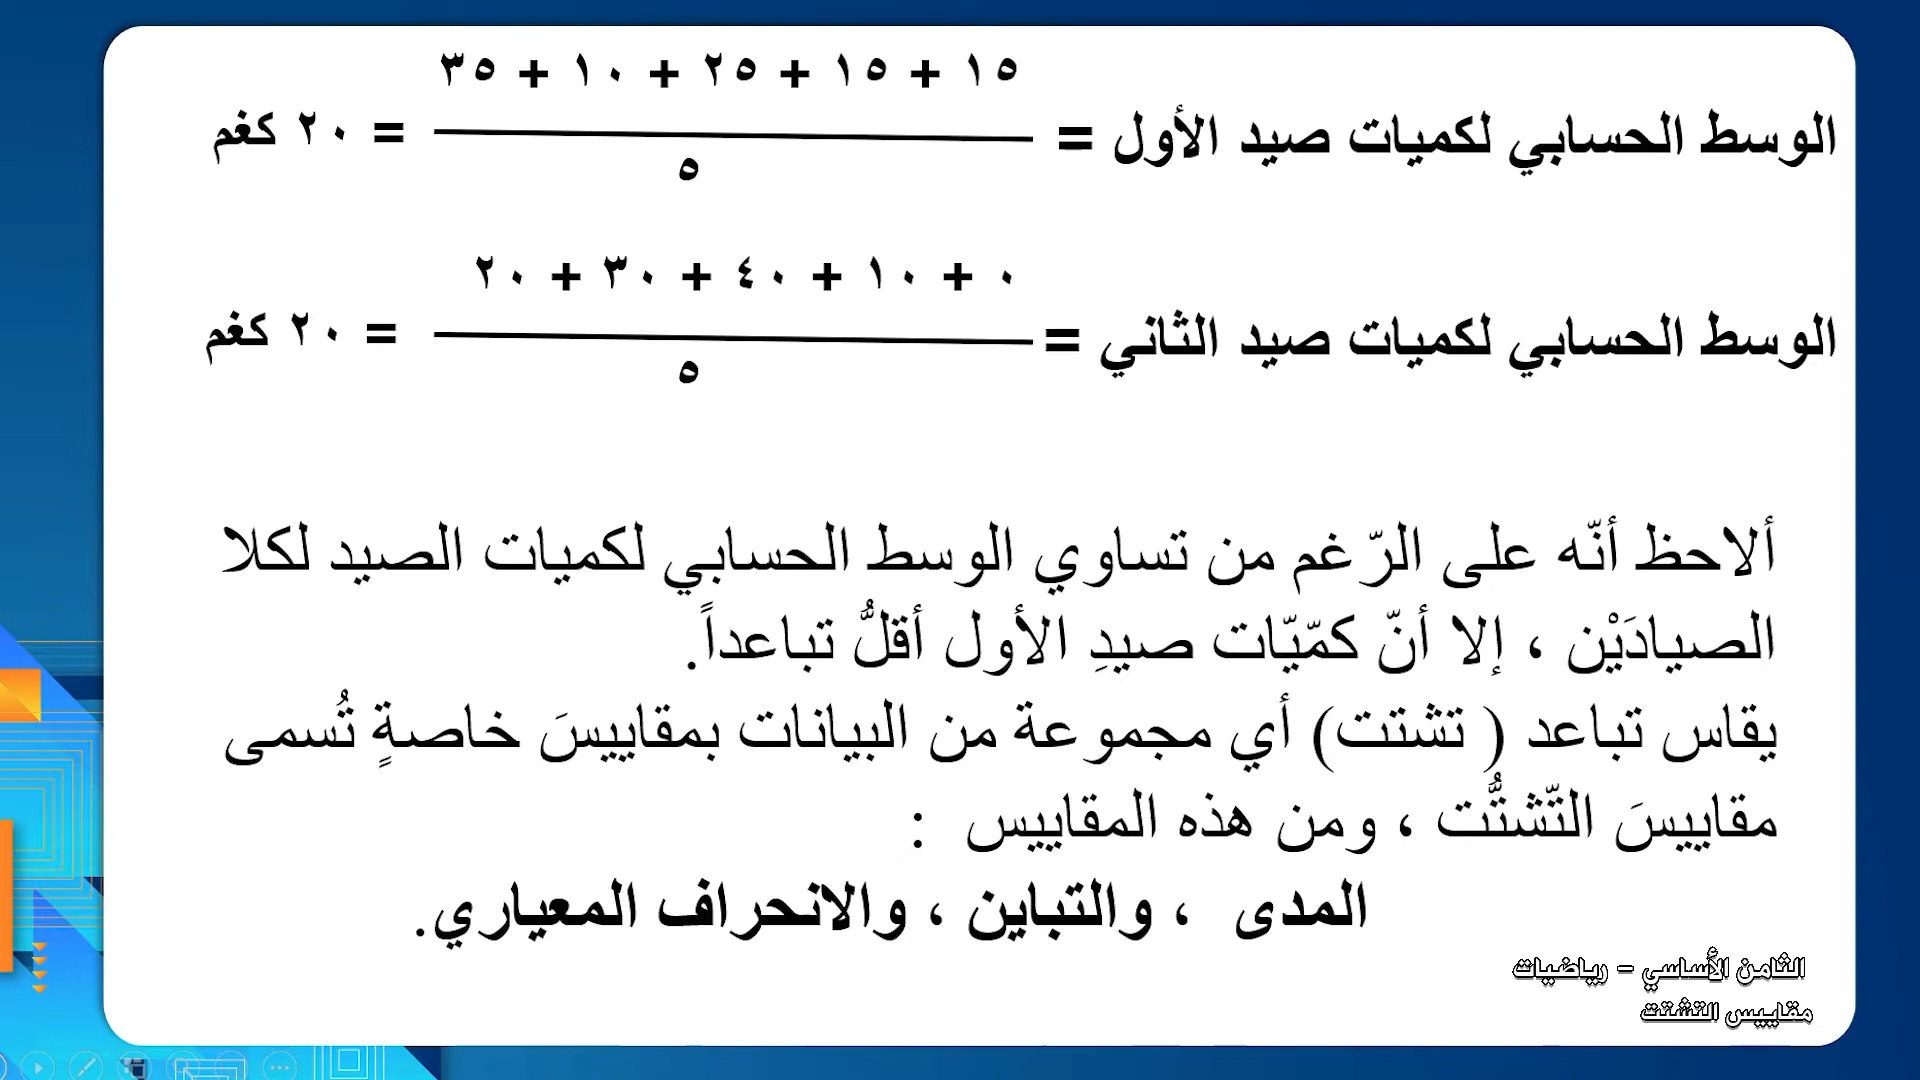 ١٥ + ١٥ + ٢٥ + ١٠ + ٣٥
الوسط الحسابي لكميات صيد الأول = = ٢٠ كغم
٥
٠ + ١٠ + ٤٠ + ٣٠ + ٢٠
الوسط الحسابي لكميات صيد الثاني = = ٢٠ كغم
٥
ألاحظ أنّه على الرّغم من تساوي الوسط الحسابي لكميات الصيد لكلا
الصيادَيْن ، إلا أنّ كمّيّات صيدِ الأول أقلُّ تباعداً.
يقاس تباعد ( تشتت) أي مجموعة من البيانات بمقاييسَ خاصةٍ تُسمى
مقاييسَ التّشتُّت ، ومن هذه المقاييس :
المدى ، والتباين ، والانحراف المعياري.
الثامن الأساسي - رياضيات
مقاييس التشتت